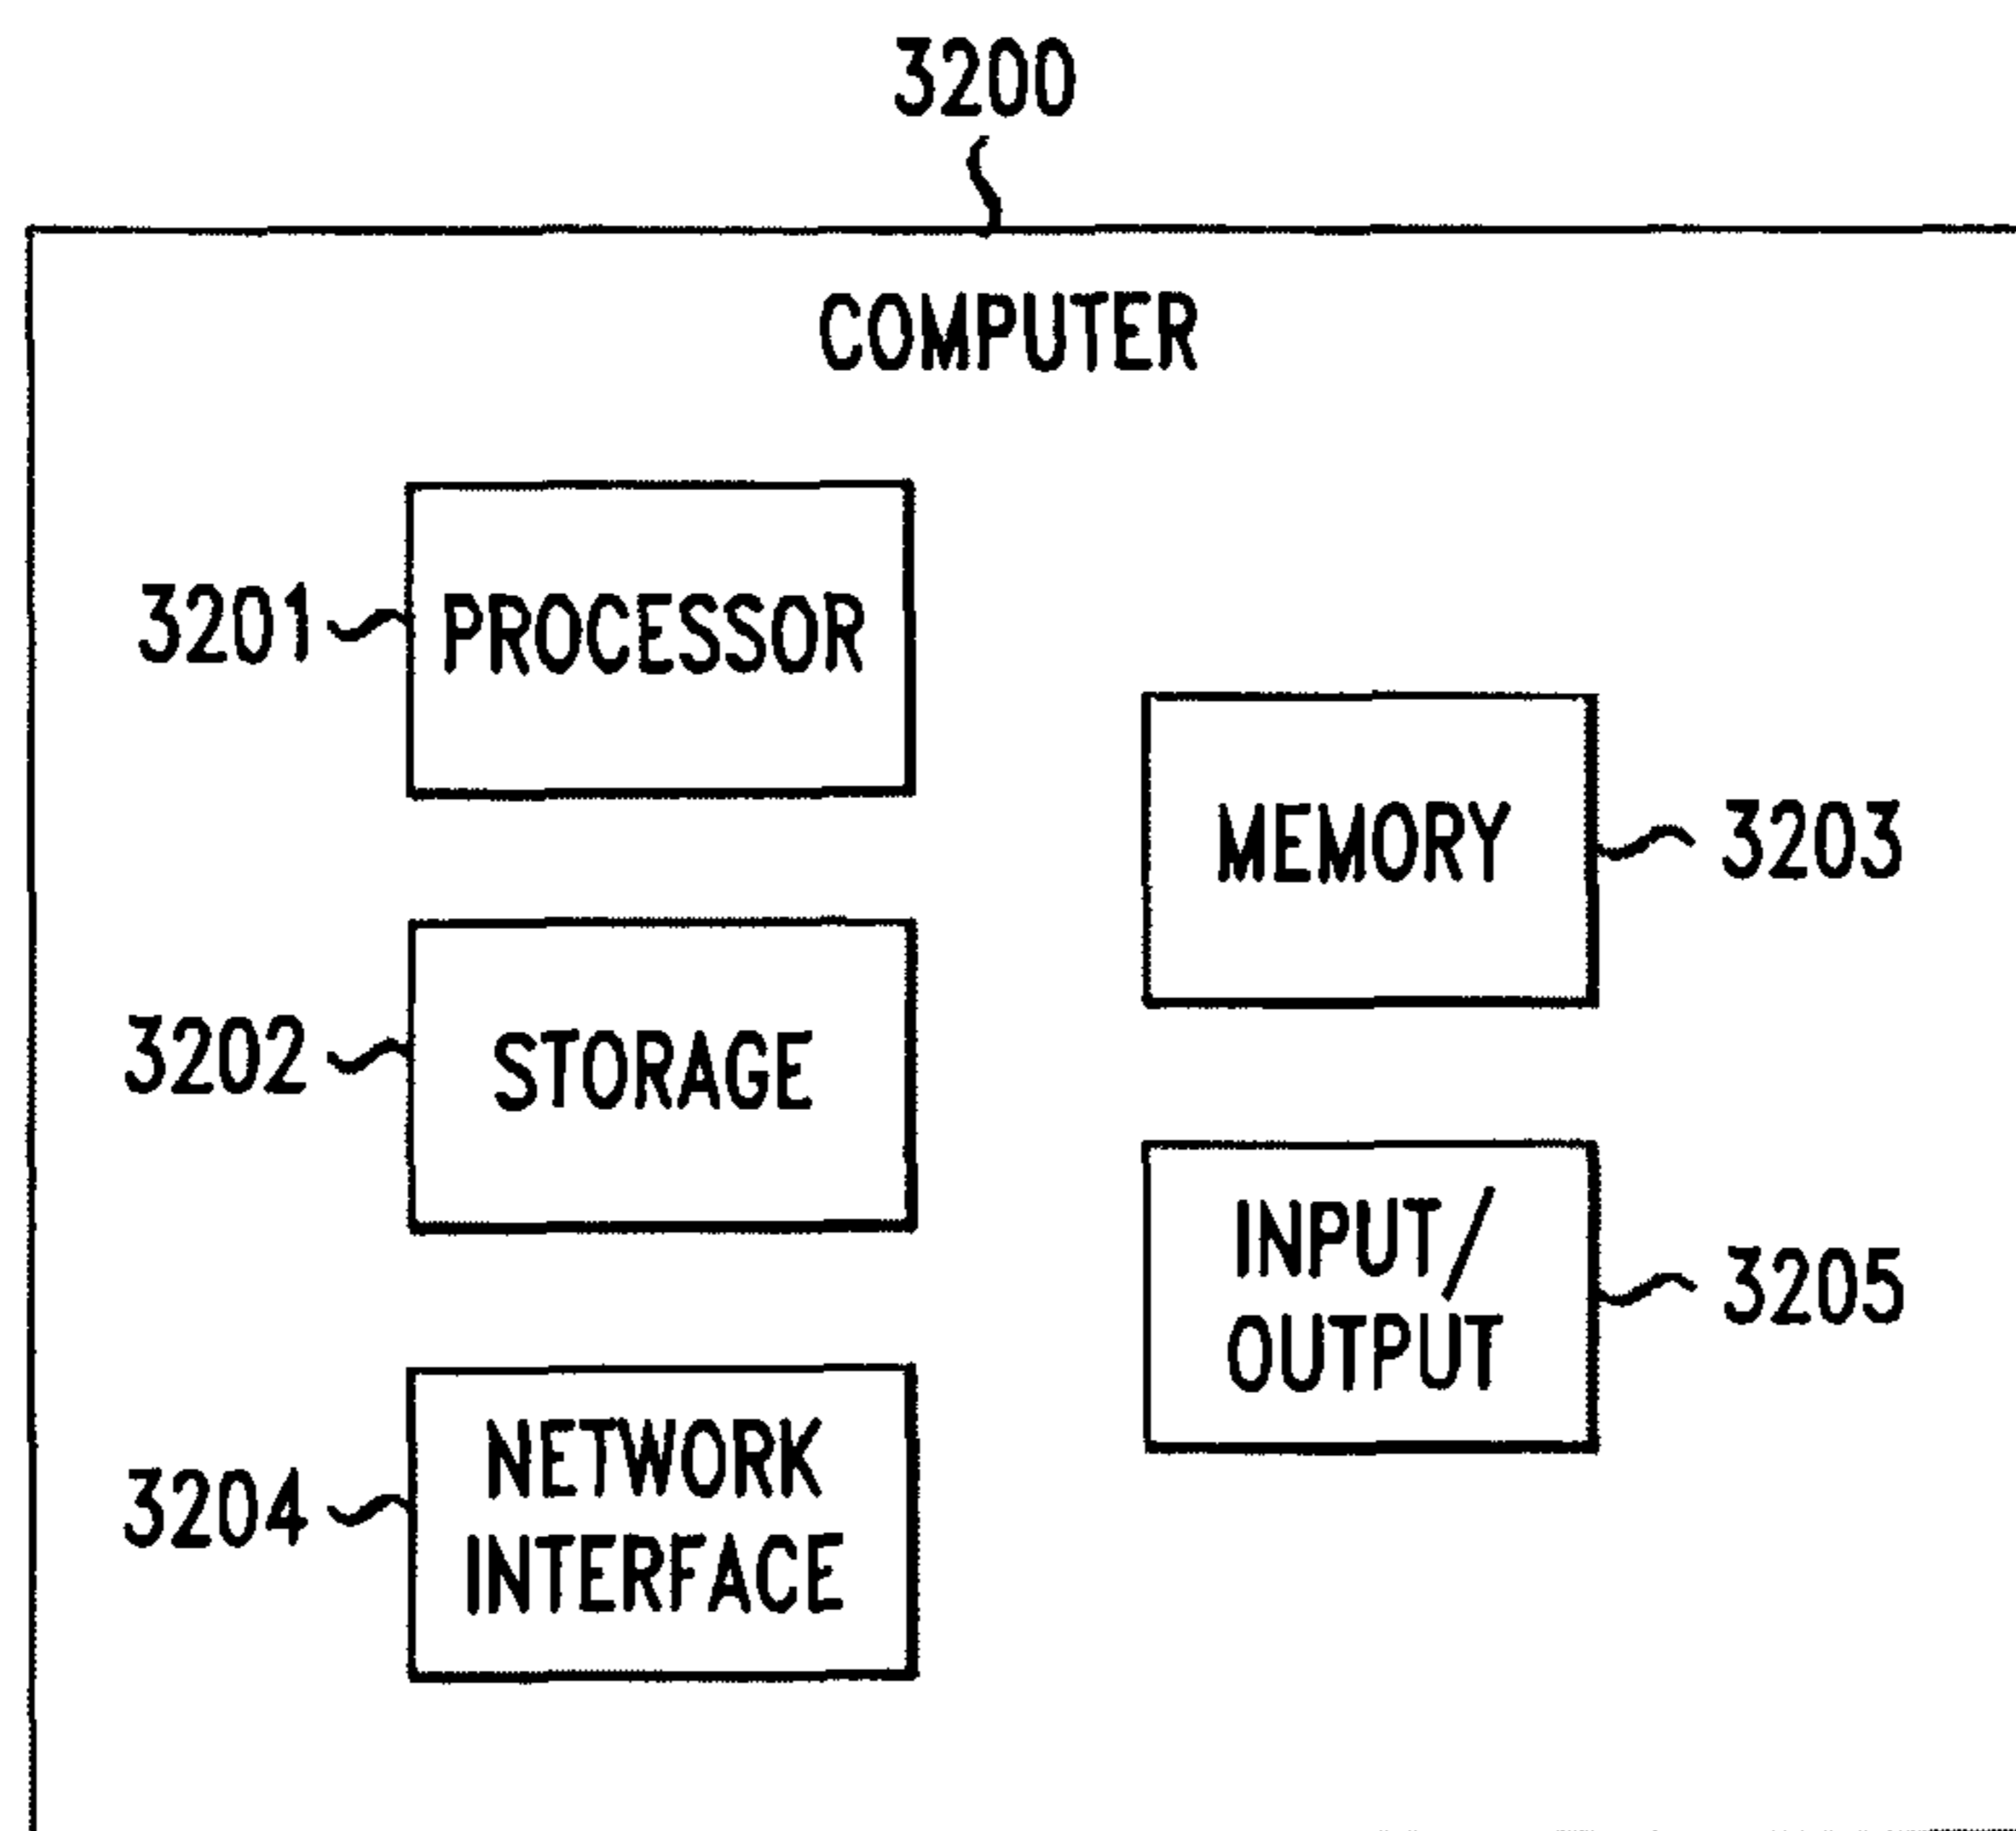 3200
COMPUTER
3201
PROCESSOR
MEMORY
3203
3202
STORAGE
INPUT/
OUTPUT
3205
3204
NETWORK
INTERFACE